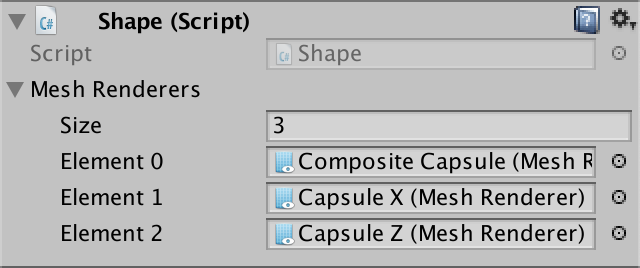 C# Shape (Script)
Script C# Shape
Mesh Renderers
Size 3
Element 0 Composite Capsule (Mesh R
Element 1 Capsule X (Mesh Renderer)
Element 2 Capsule Z (Mesh Renderer)